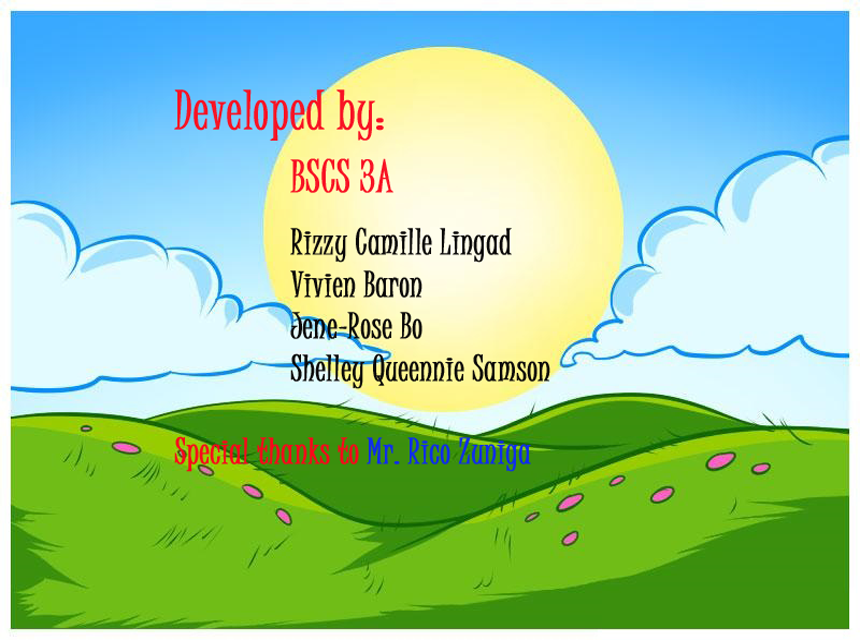 Developed by:
BSCS 3A
Rizzy Camille Lingad
Vivien Baron
Jene-Rose Bo
Shelley Queennie Samson
Special thanks to Mr. Rico Zuniga